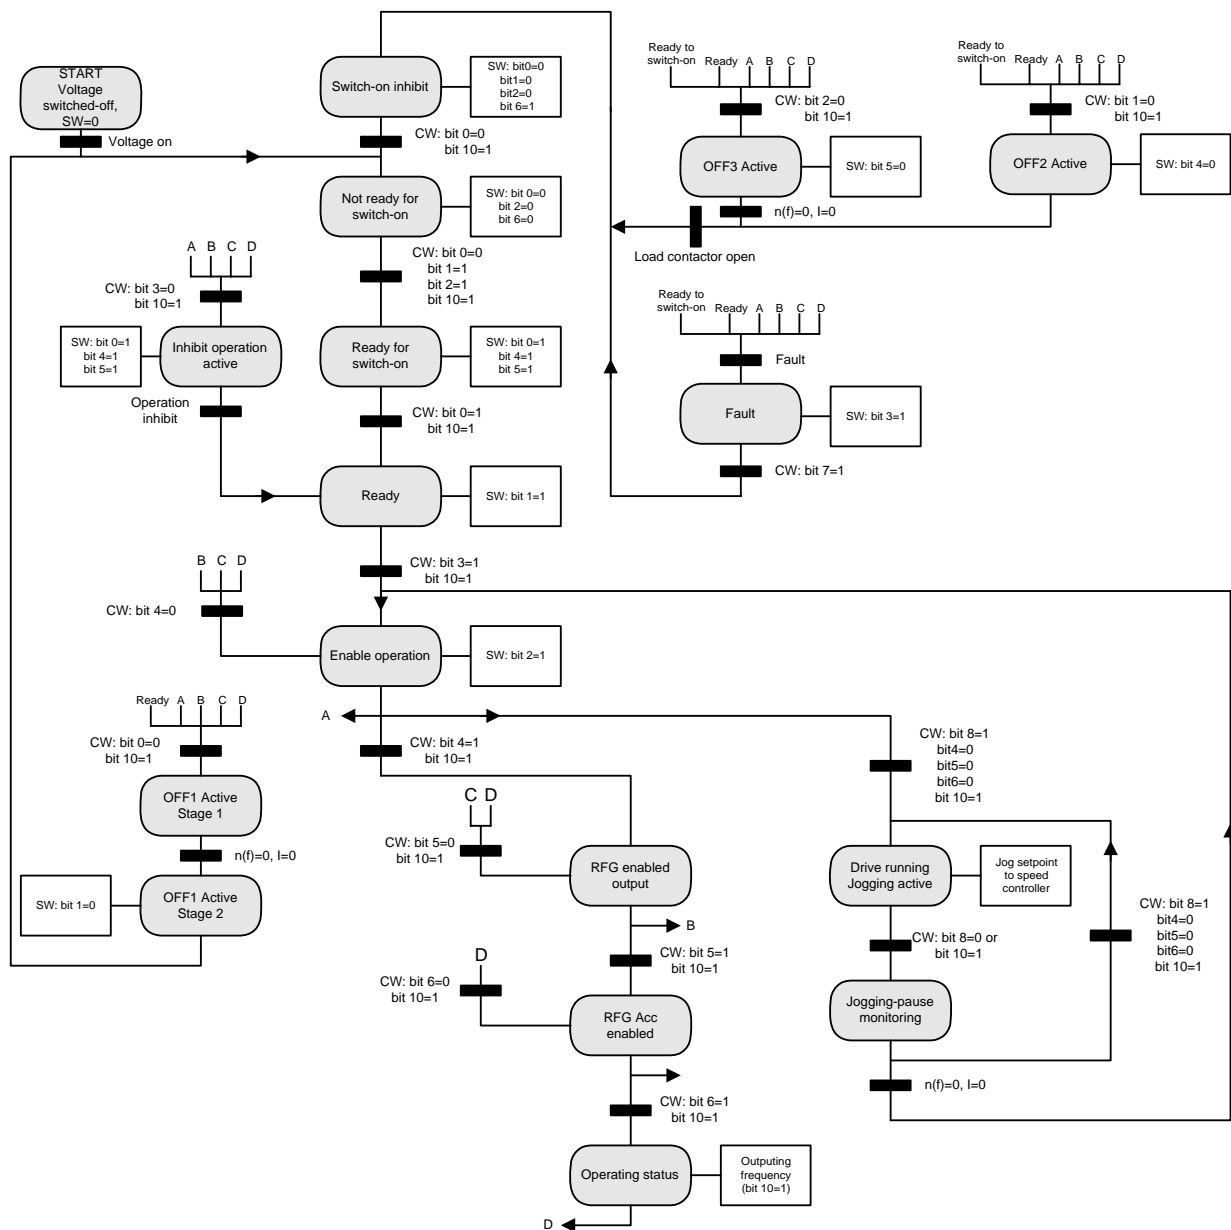 START
Voltage
switched-off,
SW=0
Voltage on
Switch-on inhibit
SW: bit0=0
bit1=0
bit2=0
bit 6=1
CW: bit 0=0
bit 10=1
Not ready for
switch-on
SW: bit 0=0
bit 2=0
bit 6=0
CW: bit 0=0
bit 1=1
bit 2=1
bit 10=1
A B C D
CW: bit 3=0
bit 10=1
SW: bit 0=1
bit 4=1
bit 5=1
Inhibit operation
active
Operation
inhibit
Ready for
switch-on
SW: bit 0=1
bit 4=1
bit 5=1
CW: bit 0=1
bit 10=1
Ready
SW: bit 1=1
Ready to
switch-on
Ready A B C D
CW: bit 2=0
bit 10=1
OFF3 Active
SW: bit 5=0
n(f)=0, I=0
Load contactor open
Ready to
switch-on
Ready A B C D
CW: bit 1=0
bit 10=1
OFF2 Active
SW: bit 4=0
Ready to
switch-on
Ready A B C D
Fault
Fault
SW: bit 3=1
CW: bit 7=1
CW: bit 3=1
bit 10=1
B C D
CW: bit 4=0
Enable operation
SW: bit 2=1
A
CW: bit 4=1
bit 10=1
Ready A B C D
CW: bit 0=0
bit 10=1
OFF1 Active
Stage 1
n(f)=0, I=0
SW: bit 1=0
OFF1 Active
Stage 2
C D
CW: bit 5=0
bit 10=1
RFG enabled
output
B
CW: bit 5=1
bit 10=1
D
CW: bit 6=0
bit 10=1
RFG Acc
enabled
CW: bit 6=1
bit 10=1
Operating status
Outputing
frequency
(bit 10=1)
D
CW: bit 8=1
bit4=0
bit5=0
bit6=0
bit 10=1
Drive running
Jogging active
Jog setpoint
to speed
controller
CW: bit 8=0 or
bit 10=1
CW: bit 8=1
bit4=0
bit5=0
bit6=0
bit 10=1
Jogging-pause
monitoring
n(f)=0, I=0